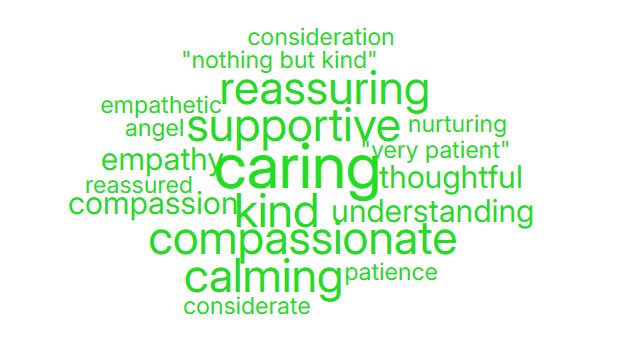 consideration
"nothing but kind"
reassuring
empathetic
angel supportive nurturing
"very patient"
empathy caring thoughtful
reassured
compassion kind understanding
compassionate
calming patience
considerate